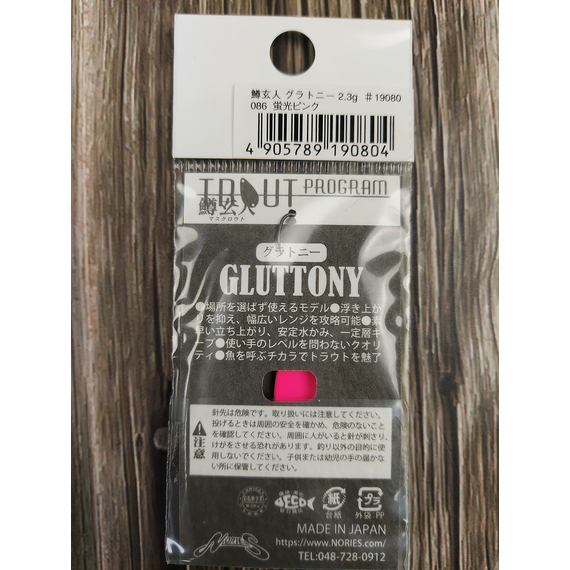 鱒玄人 グラトニー 2.3g #19080
086 蛍光ピンク
4 905789 190804
TROUT PROGRAM
鱒玄人
マスクロウト
グラトニー
GLUTTONY
●場所を選ばず使えるモデル●浮き上が
りを抑え、幅広いレンジを攻略可能●素
早い立ち上がり、安定水かみ、一定層キ
ープ●使い手のレベルを問わないクオリ
ティ●魚を呼ぶチカラでトラウトを魅了
注意
針先は危険です。取り扱いには注意してください。
投げるときは周囲の安全を確かめ、危険のないこと
を確認してください。周囲に人がいると針が刺さり、
けがをさせる恐れがあります。釣り以外の目的に使
用しないでください。子供または幼児の手の届かな
い所に保管してください。
ECO
紙
台紙
プラ
外袋:PP
MADE IN JAPAN
https://www.NORIES.COM/
TEL:048-728-0912
NORIES